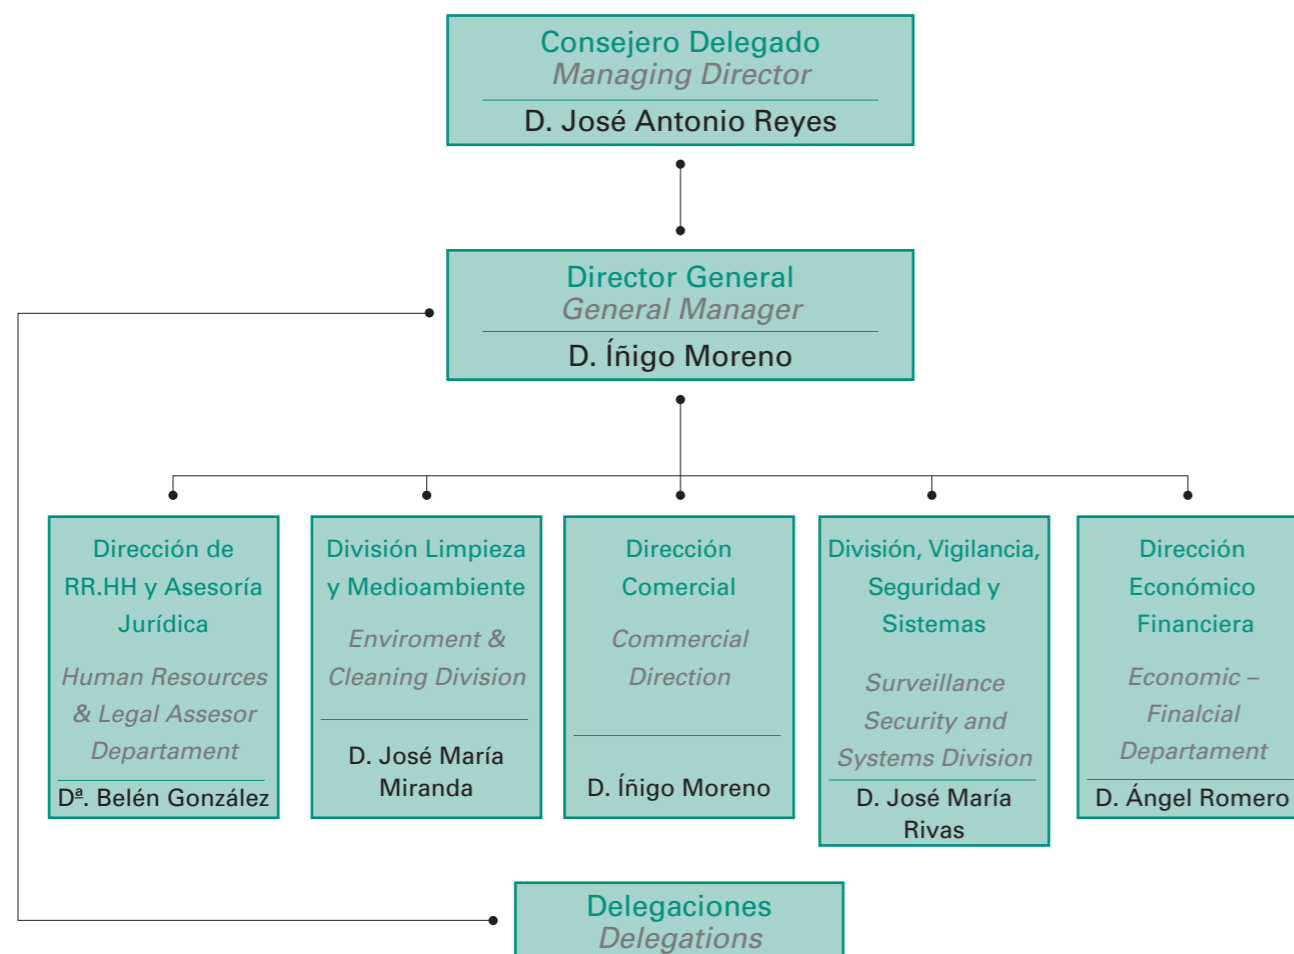 Consejero Delegado
Managing Director
D. José Antonio Reyes
Director General
General Manager
D. Íñigo Moreno
Dirección de
RR.HH y Asesoría
Jurídica
Human Resources
& Legal Assesor
Departament
Dª. Belén González
División Limpieza
y Medioambiente
Enviroment &
Cleaning Division
D. José María
Miranda
Dirección
Comercial
Commercial
Direction
D. Íñigo Moreno
División, Vigilancia,
Seguridad y
Sistemas
Surveillance
Security and
Systems Division
D. José María
Rivas
Dirección
Económico
Financiera
Economic –
Finalcial
Departament
D. Ángel Romero
Delegaciones
Delegations